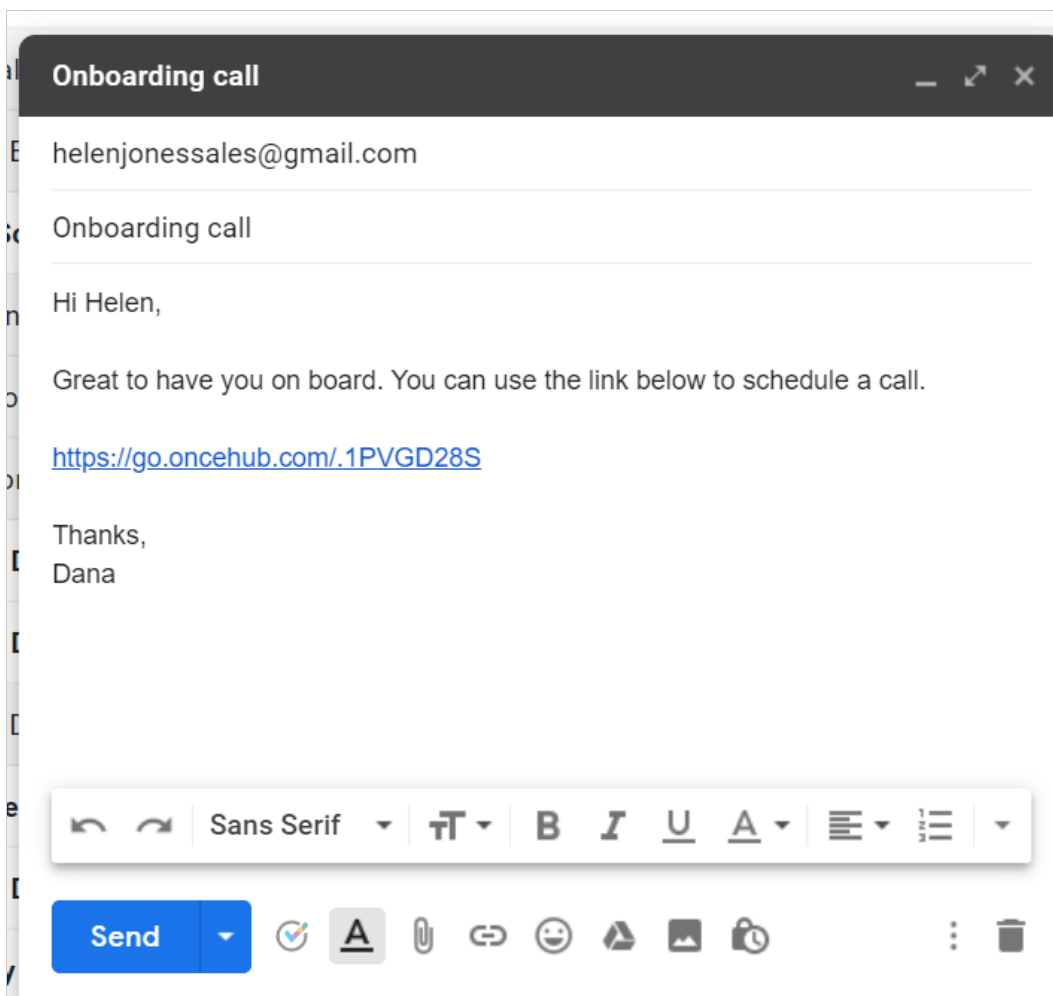 Onboarding call
helenjonessales@gmail.com
Onboarding call
Hi Helen,
Great to have you on board. You can use the link below to schedule a call.
https://go.oncehub.com/.1PVGD28S
Thanks,
Dana
Sans Serif
Send